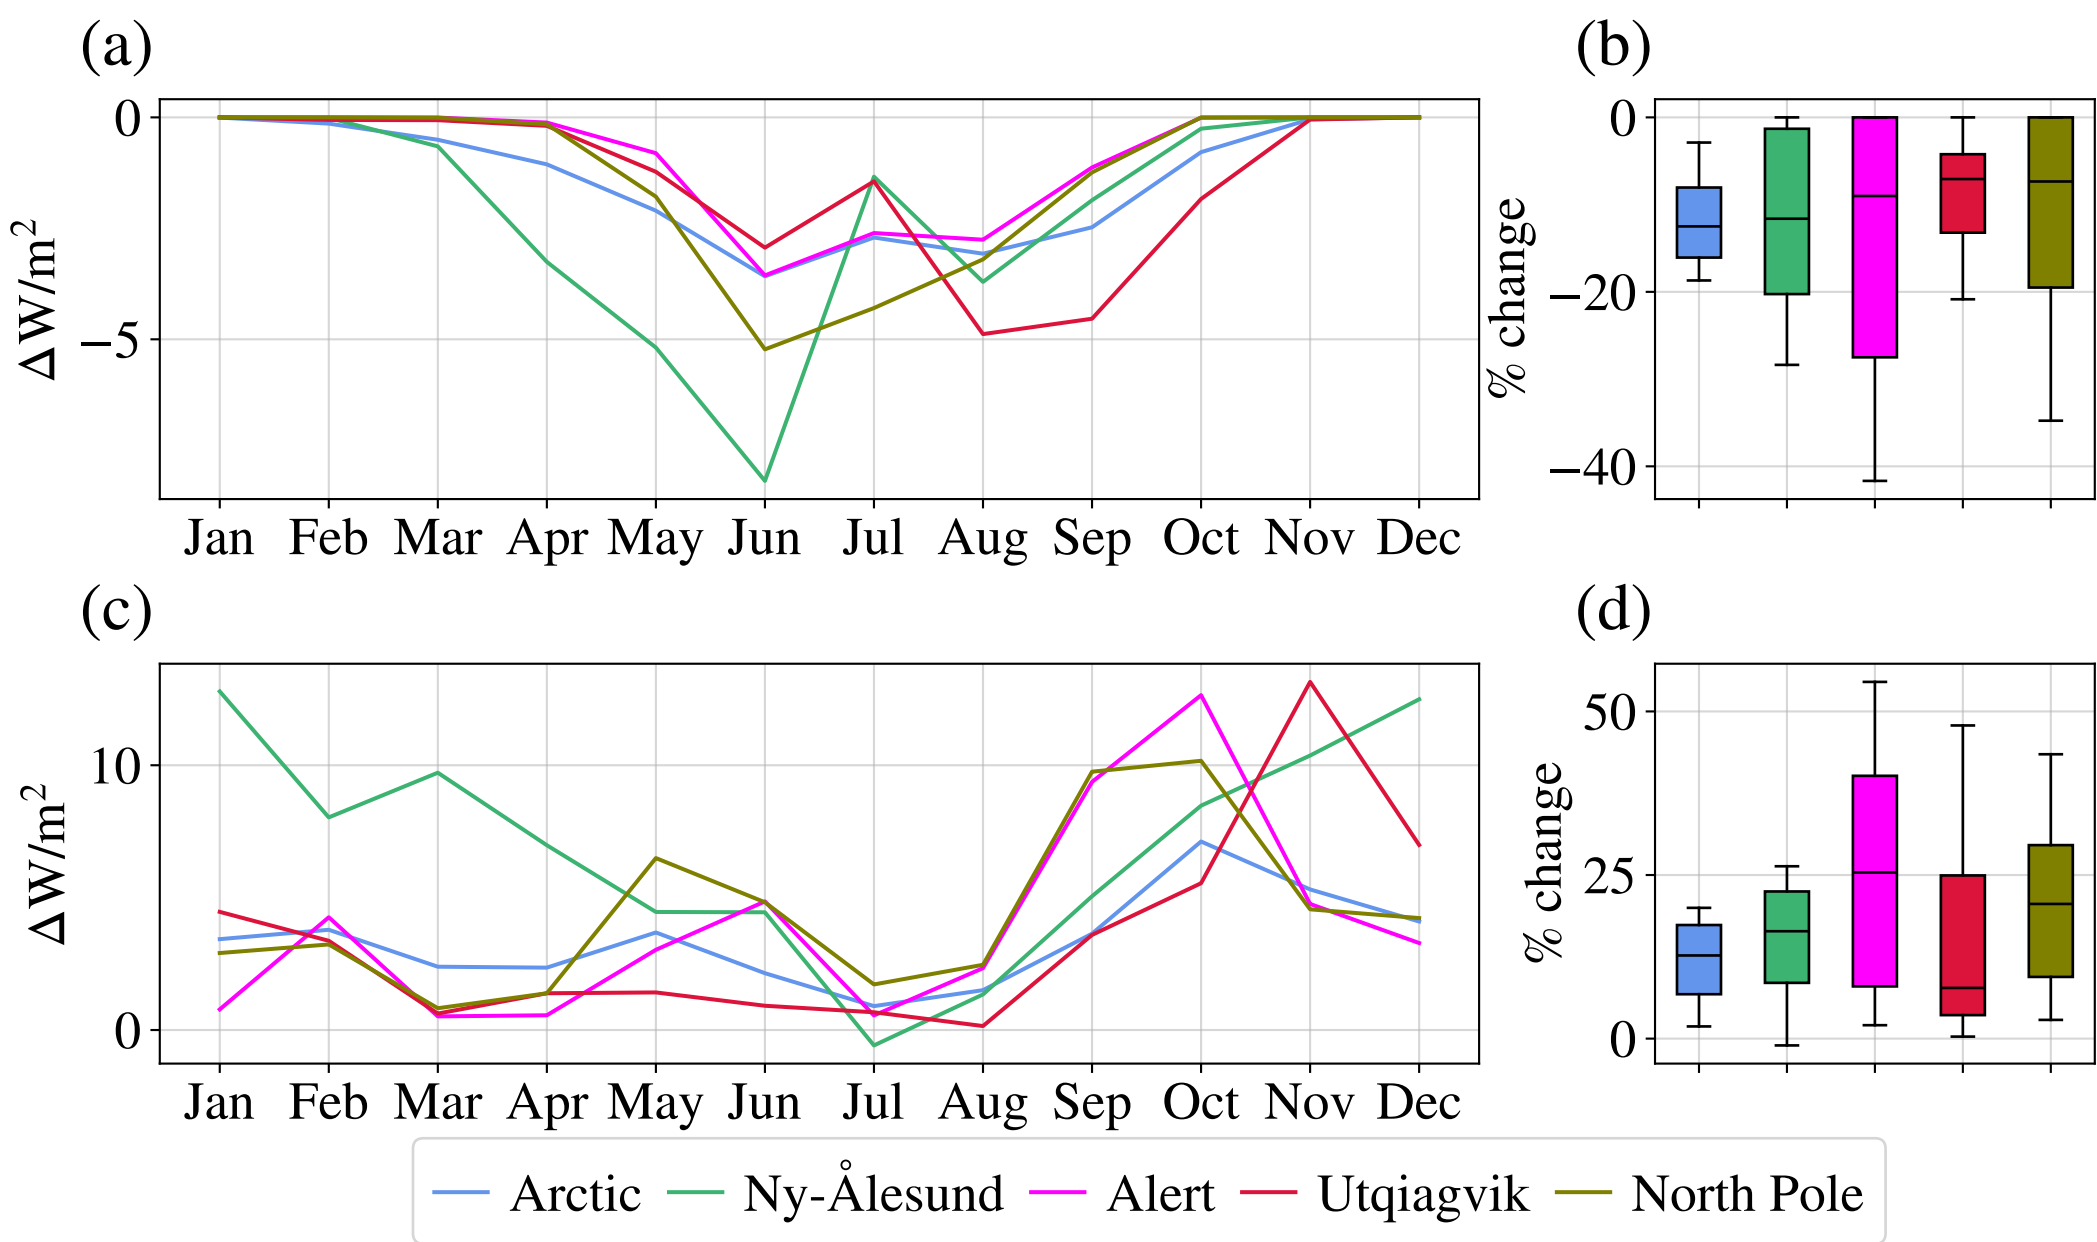 (a)
(b)
0
−5
ΔW/m²
Jan Feb Mar Apr May Jun Jul Aug Sep Oct Nov Dec
0
−20
−40
% change
(c)
(d)
10
0
ΔW/m²
Jan Feb Mar Apr May Jun Jul Aug Sep Oct Nov Dec
50
25
0
% change
Arctic Ny-Ålesund Alert Utqiagvik North Pole